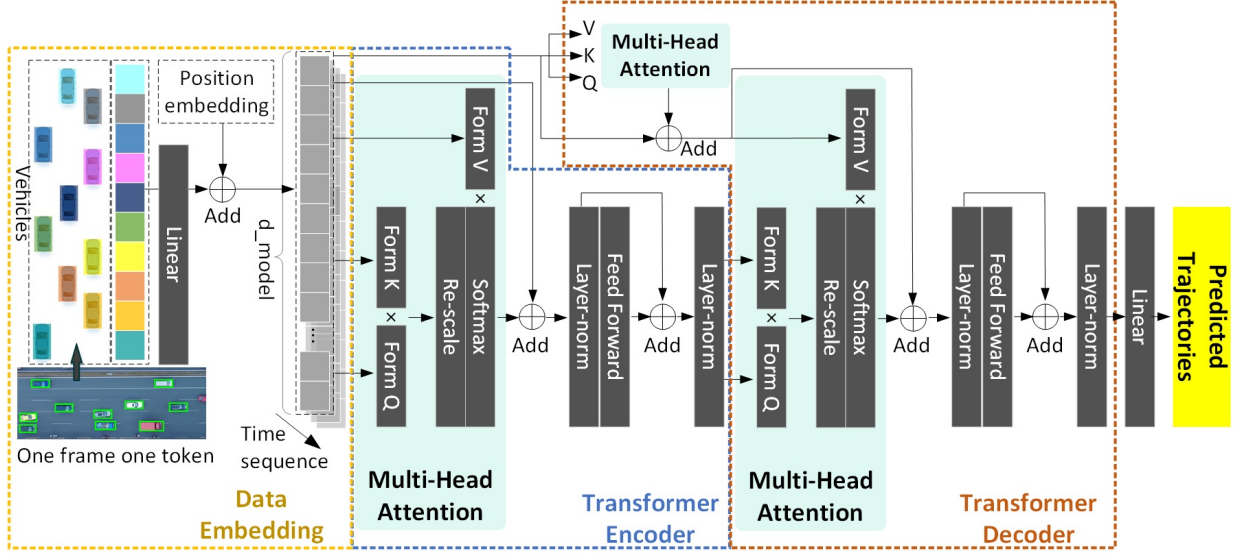 Vehicles
Position
embedding
Linear
Add
d_model
...
Time
sequence
One frame one token
Data
Embedding
Form V
×
Form K
×
Form Q
Re-scale
Softmax
Multi-Head
Attention
Add
Layer-norm
Feed Forward
Add
Layer-norm
Transformer
Encoder
V
K
Q
Multi-Head
Attention
Add
Form V
×
Form K
×
Form Q
Re-scale
Softmax
Multi-Head
Attention
Add
Layer-norm
Feed Forward
Add
Layer-norm
Transformer
Decoder
Linear
Predicted
Trajectories